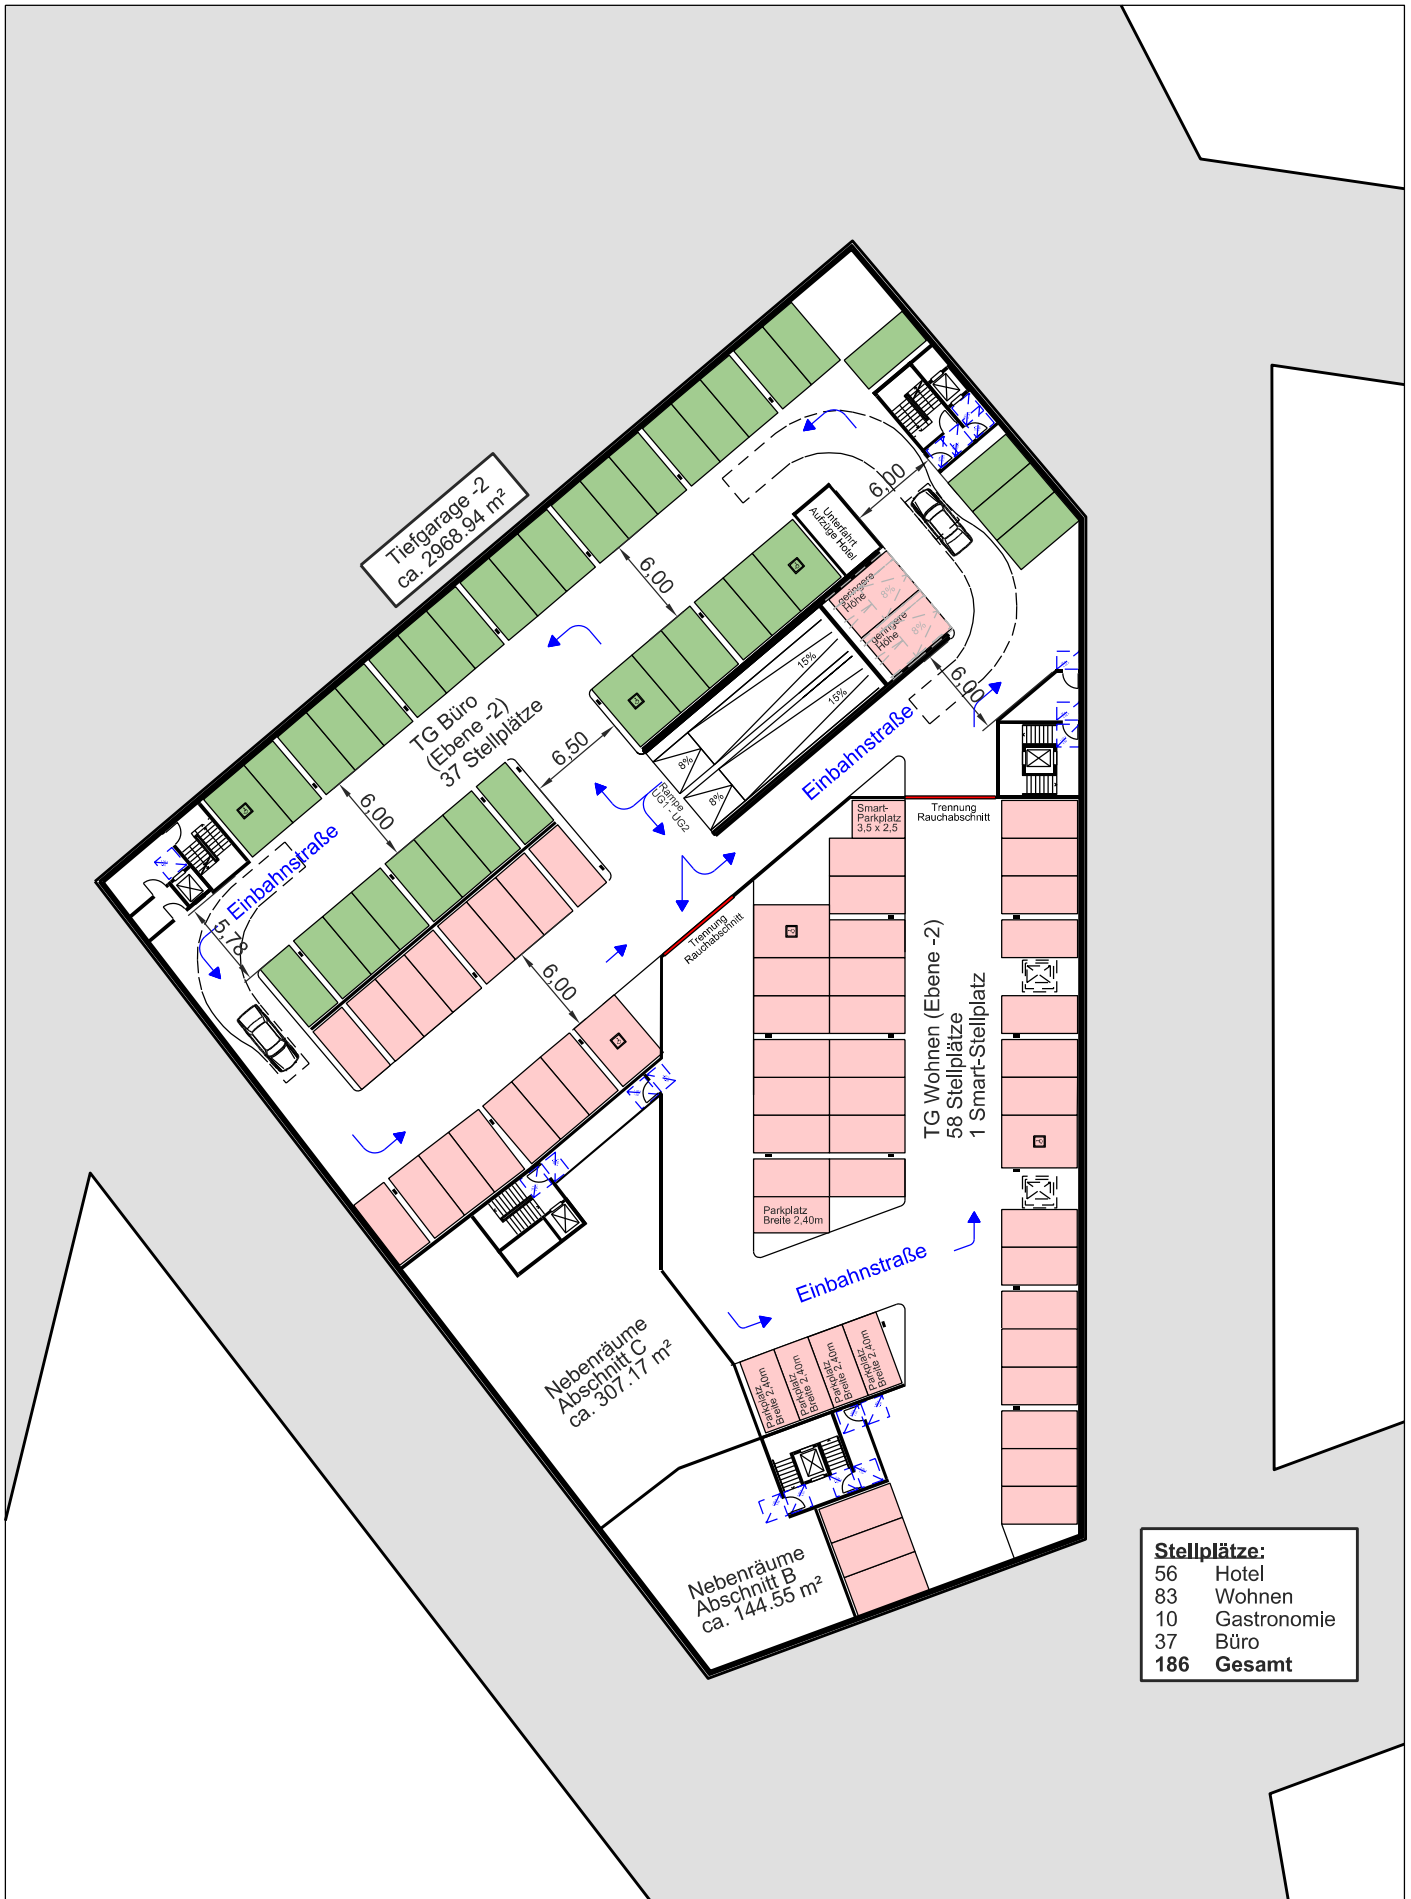 Tiefgarage -2
ca. 2968.94 m²
6,00
Unterfahrt
Aufzüge Hotel
6,00
geringere
Höhe
8%
geringere
Höhe
8%
15%
15%
6,00
TG Büro
(Ebene -2)
37 Stellplätze
6,50
8%
8%
Rampe
UG1 - UG2
Einbahnstraße
6,00
Einbahnstraße
5,78
Smart-
Parkplatz
3,5 x 2,5
Trennung
Rauchabschnitt
Trennung
Rauchabschnitt
6,00
TG Wohnen (Ebene -2)
58 Stellplätze
1 Smart-Stellplatz
Parkplatz
Breite 2,40m
Einbahnstraße
Parkplatz
Breite 2,40m
Parkplatz
Breite 2,40m
Parkplatz
Breite 2,40m
Parkplatz
Breite 2,40m
Nebenräume
Abschnitt C
ca. 307.17 m²
Nebenräume
Abschnitt B
ca. 144.55 m²
Stellplätze:
56 Hotel
83 Wohnen
10 Gastronomie
37 Büro
186 Gesamt